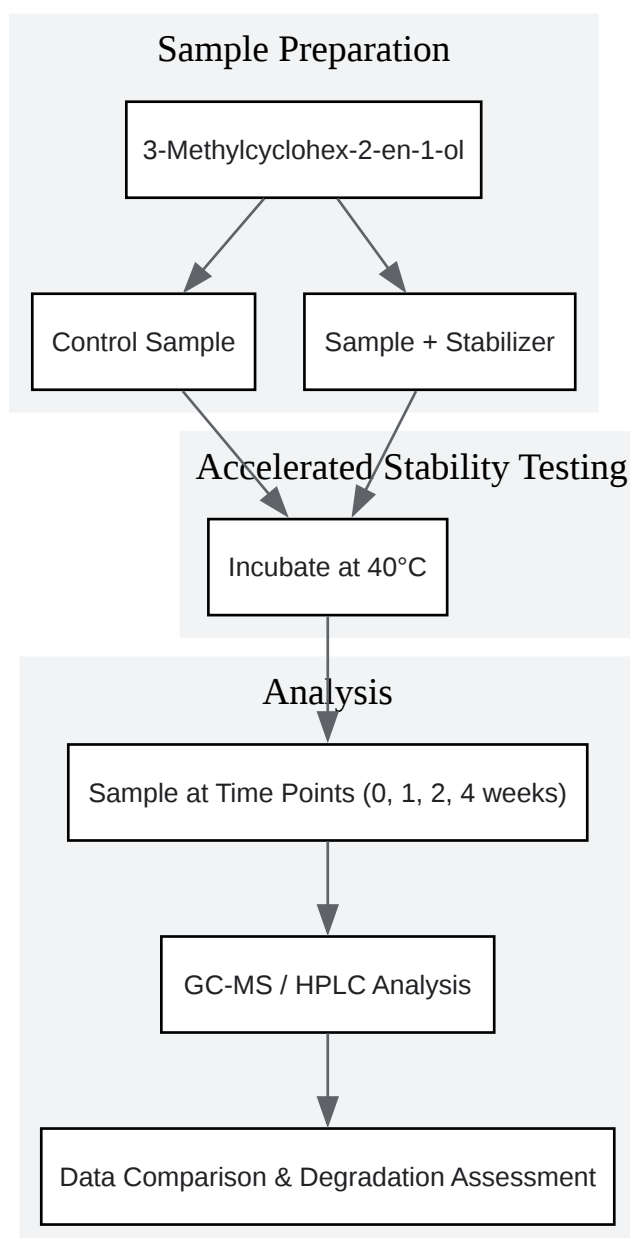 Sample Preparation
3-Methylcyclohex-2-en-1-ol
Control Sample
Sample + Stabilizer
Accelerated Stability Testing
Incubate at 40°C
Analysis
Sample at Time Points (0, 1, 2, 4 weeks)
GC-MS / HPLC Analysis
Data Comparison & Degradation Assessment